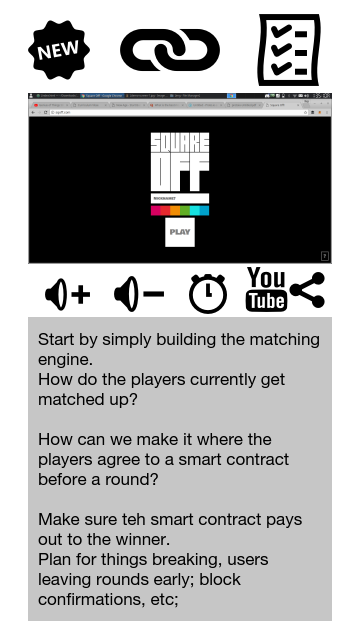 NEW
SQUARE
OFF
PLAY
?
You
Tube
Start by simply building the matching
engine.
How do the players currently get
matched up?
How can we make it where the
players agree to a smart contract
before a round?
Make sure teh smart contract pays
out to the winner.
Plan for things breaking, users
leaving rounds early; block
confirmations, etc;